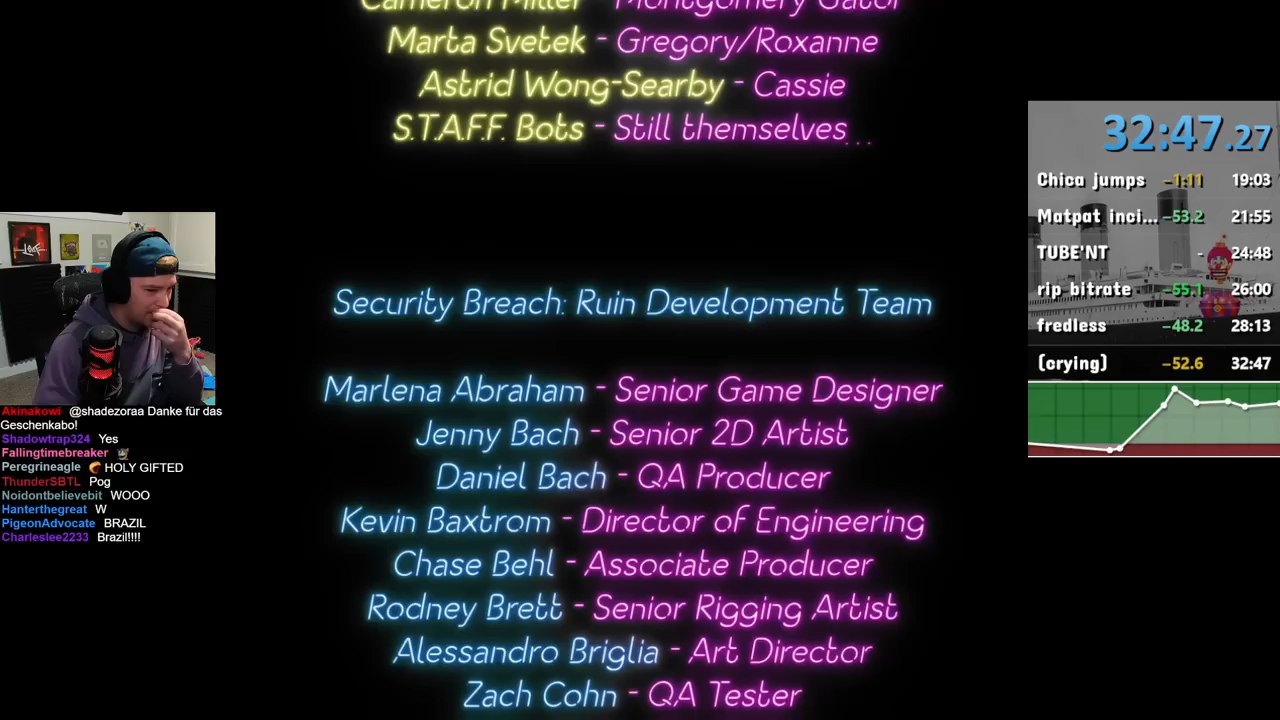 Cameron Miller - Montgomery Gator
Marta Svetek - Gregory/Roxanne
Astrid Wong-Searby - Cassie
S.T.A.F.F. Bots - Still themselves...
Security Breach: Ruin Development Team
Marlena Abraham - Senior Game Designer
Jenny Bach - Senior 2D Artist
Daniel Bach - QA Producer
Kevin Baxtrom - Director of Engineering
Chase Behl - Associate Producer
Rodney Brett - Senior Rigging Artist
Alessandro Briglia - Art Director
Zach Cohn - QA Tester
Akinakowi @shadezoraa Danke für das
Geschenkabo!
Shadowtrap324 Yes
Fallingtimebreaker
Peregrineagle HOLY GIFTED
ThunderSBTL Pog
Noidontbelievebit WOOO
Hanterthegreat W
PigeonAdvocate BRAZIL
Charleslee2233 Brazil!!!!
32:47.27
Chica jumps -1:11 19:03
Matpat inci... -53.2 21:55
TUBE'NT - 24:48
rip bitrate -55.1 26:00
fredless -48.2 28:13
(crying) -52.6 32:47